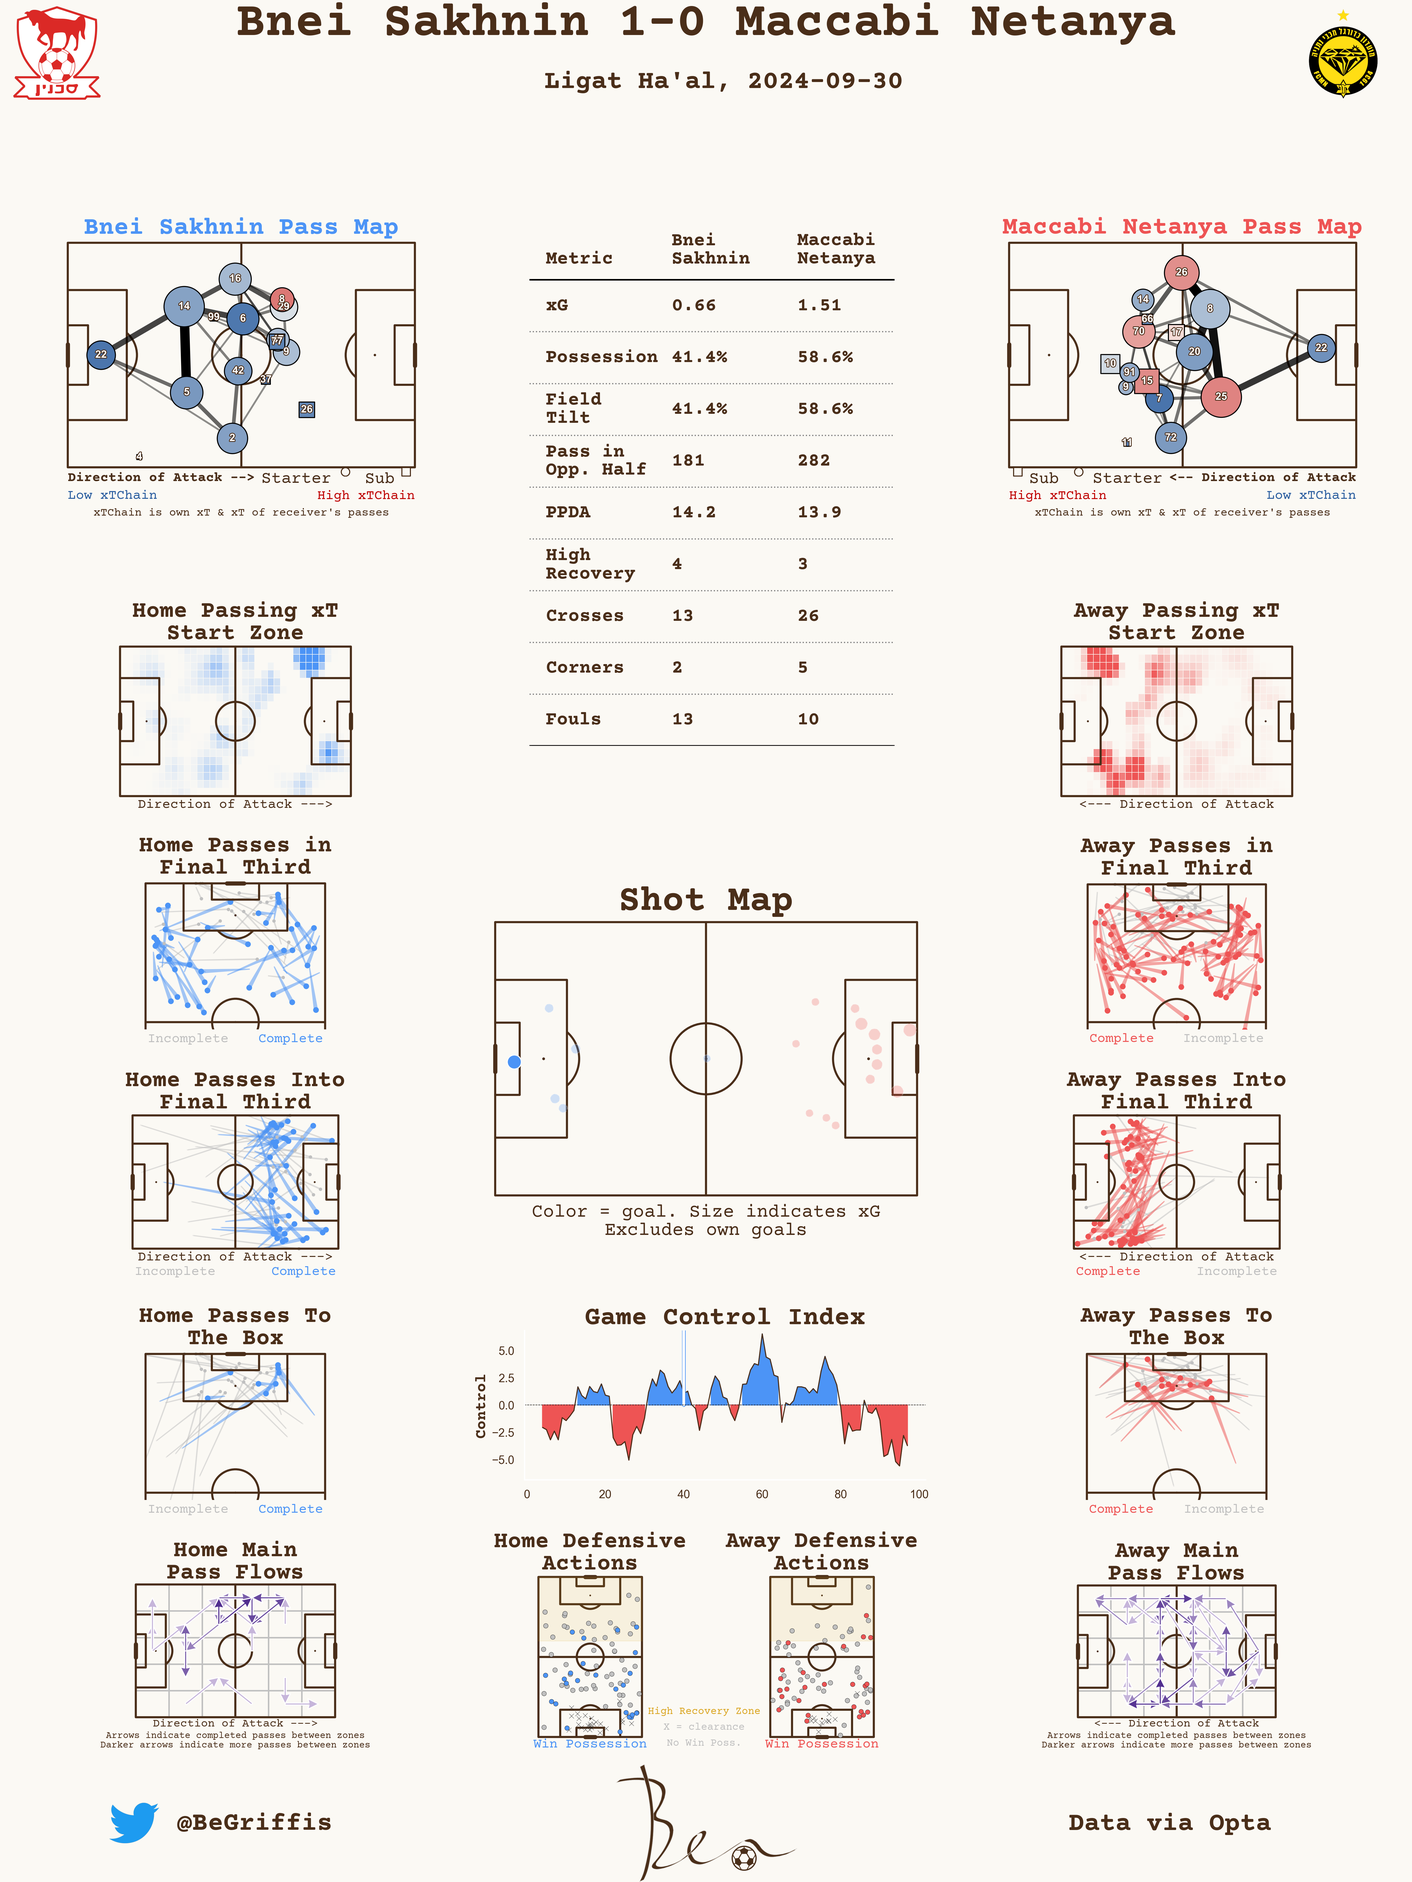 Bnei Sakhnin 1-0 Maccabi Netanya
Ligat Ha'al, 2024-09-30
סכנין
1934
Bnei Sakhnin Pass Map
16
8
29
14
99
6
77
9
22
42
37
5
26
2
4
Direction of Attack --> Starter Sub
Low xTChain High xTChain
xTChain is own xT & xT of receiver's passes
Metric Bnei Sakhnin Maccabi Netanya
xG 0.66 1.51
Possession 41.4% 58.6%
Field Tilt 41.4% 58.6%
Pass in Opp. Half 181 282
PPDA 14.2 13.9
High Recovery 4 3
Crosses 13 26
Corners 2 5
Fouls 13 10
Maccabi Netanya Pass Map
26
14
8
66
70
17
20
22
10
91
15
9
7
25
72
11
Sub Starter <-- Direction of Attack
High xTChain Low xTChain
xTChain is own xT & xT of receiver's passes
Home Passing xT
Start Zone
Direction of Attack --->
Away Passing xT
Start Zone
<--- Direction of Attack
Home Passes in
Final Third
Incomplete Complete
Away Passes in
Final Third
Complete Incomplete
Shot Map
Color = goal. Size indicates xG
Excludes own goals
Home Passes Into
Final Third
Direction of Attack --->
Incomplete Complete
Away Passes Into
Final Third
<--- Direction of Attack
Complete Incomplete
Home Passes To
The Box
Incomplete Complete
Game Control Index
Control
5.0
2.5
0.0
−2.5
−5.0
0 20 40 60 80 100
Away Passes To
The Box
Complete Incomplete
Home Main
Pass Flows
Direction of Attack --->
Arrows indicate completed passes between zones
Darker arrows indicate more passes between zones
Home Defensive
Actions
Win Possession
High Recovery Zone
X = clearance
No Win Poss.
Away Defensive
Actions
Win Possession
Away Main
Pass Flows
<--- Direction of Attack
Arrows indicate completed passes between zones
Darker arrows indicate more passes between zones
@BeGriffis
Ben
Data via Opta